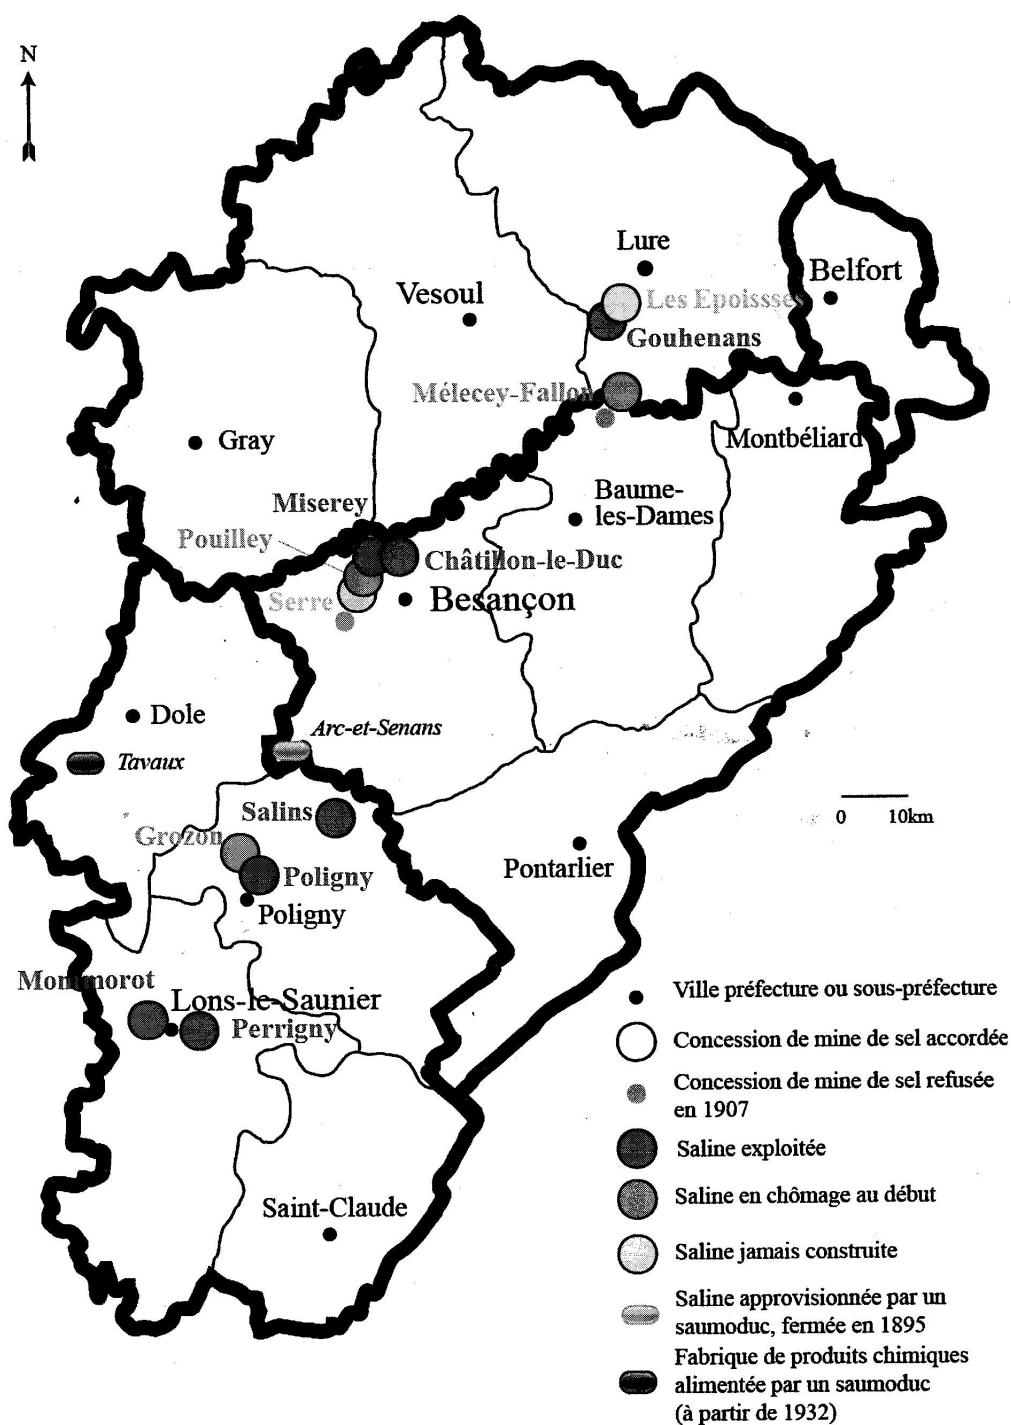 N
Lure
Belfort
Vesoul
Les Epoissses
Gouhenans
Mélecey-Fallon
Gray
Montbéliard
Baume-
les-Dames
Miserey
Pouilley
Châtillon-le-Duc
Serre
Besançon
Dole
Arc-et-Senans
Tavaux
Salins
0 10km
Grozon
Pontarlier
Poligny
Poligny
Montmorot
Lons-le-Saunier
Perrigny
Saint-Claude
Ville préfecture ou sous-préfecture
Concession de mine de sel accordée
Concession de mine de sel refusée
en 1907
Saline exploitée
Saline en chômage au début
Saline jamais construite
Saline approvisionnée par un
saumoduc, fermée en 1895
Fabrique de produits chimiques
alimentée par un saumoduc
(à partir de 1932)